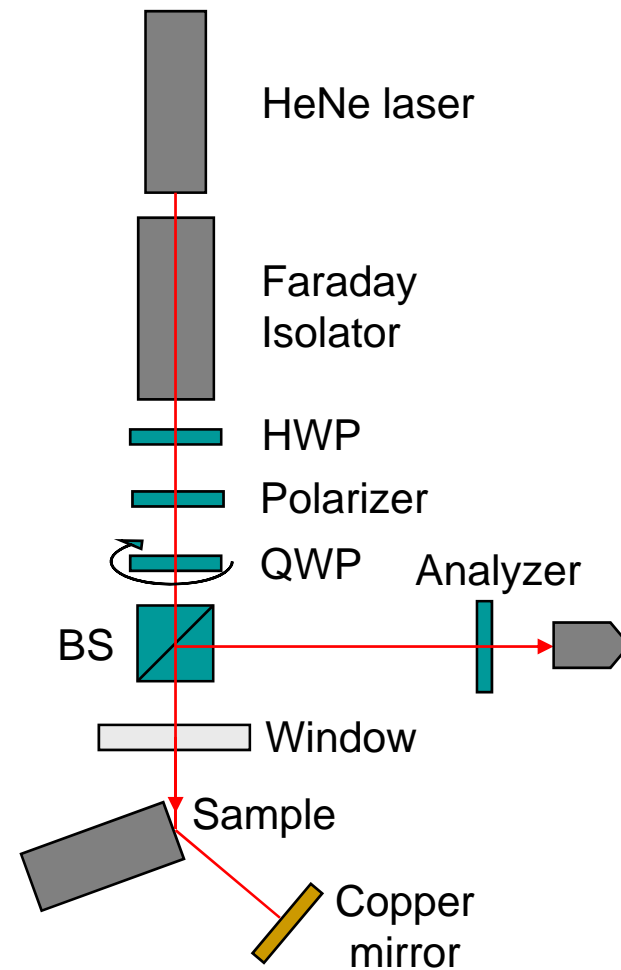 HeNe laser
Faraday
Isolator
HWP
Polarizer
QWP
Analyzer
BS
Window
Sample
Copper
mirror